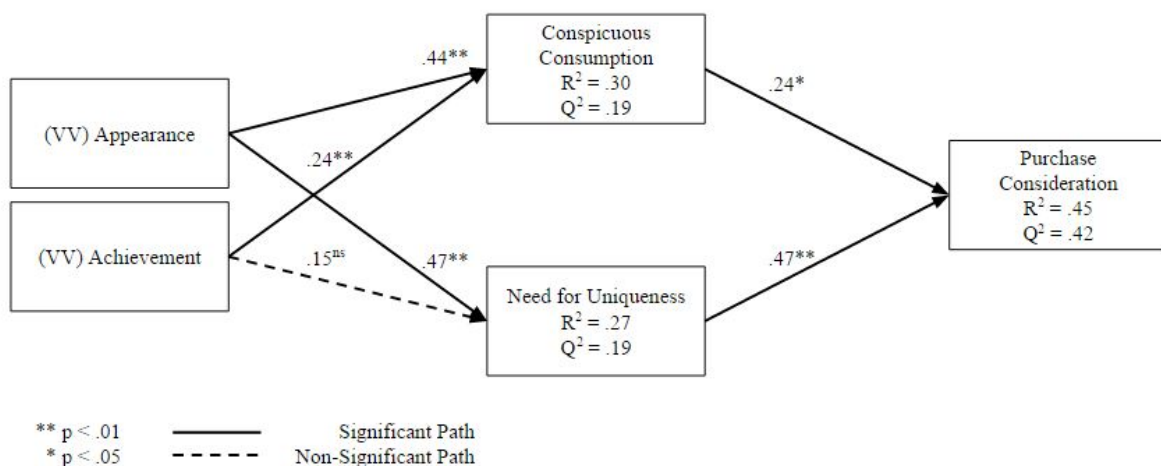 Conspicuous
Consumption
R² = .30
Q² = .19
.44**
.24*
(VV) Appearance
.24**
Purchase
Consideration
R² = .45
Q² = .42
(VV) Achievement
.15ⁿˢ
.47**
.47**
Need for Uniqueness
R² = .27
Q² = .19
** p < .01
Significant Path
* p < .05
Non-Significant Path